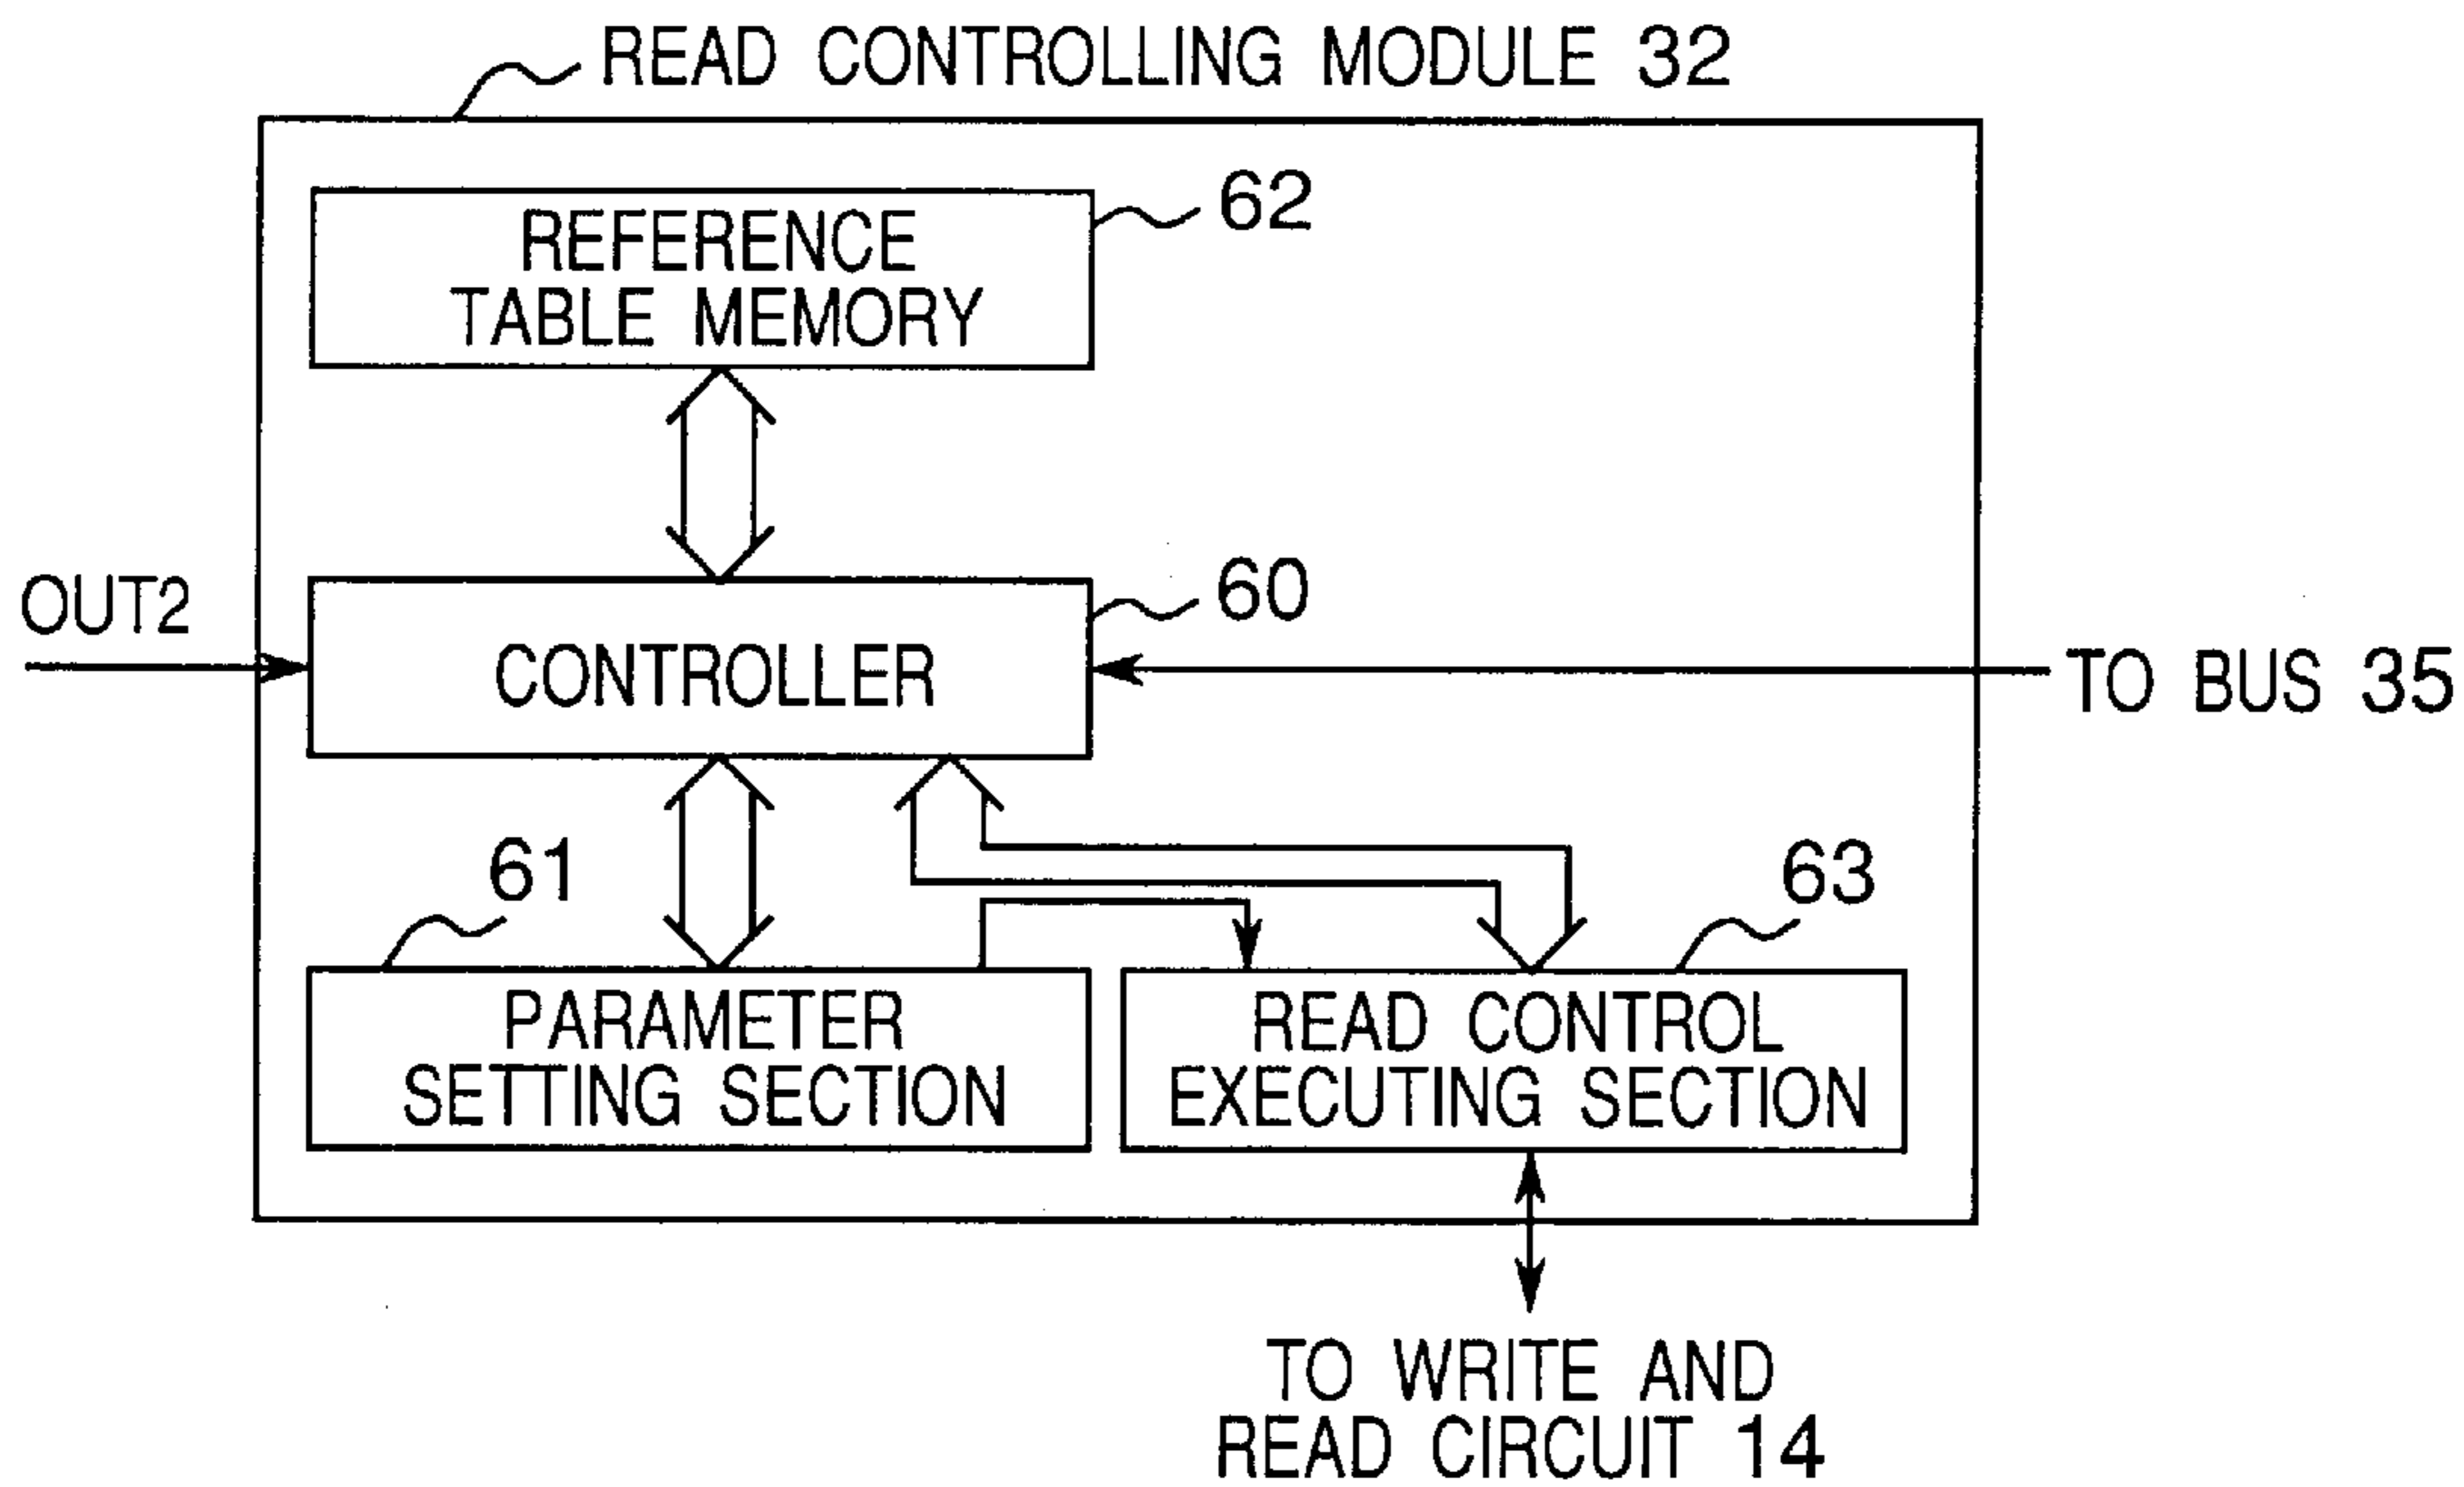 READ CONTROLLING MODULE 32
62
REFERENCE
TABLE MEMORY
OUT2
60
CONTROLLER
TO BUS 35
61
63
PARAMETER
SETTING SECTION
READ CONTROL
EXECUTING SECTION
TO WRITE AND
READ CIRCUIT 14